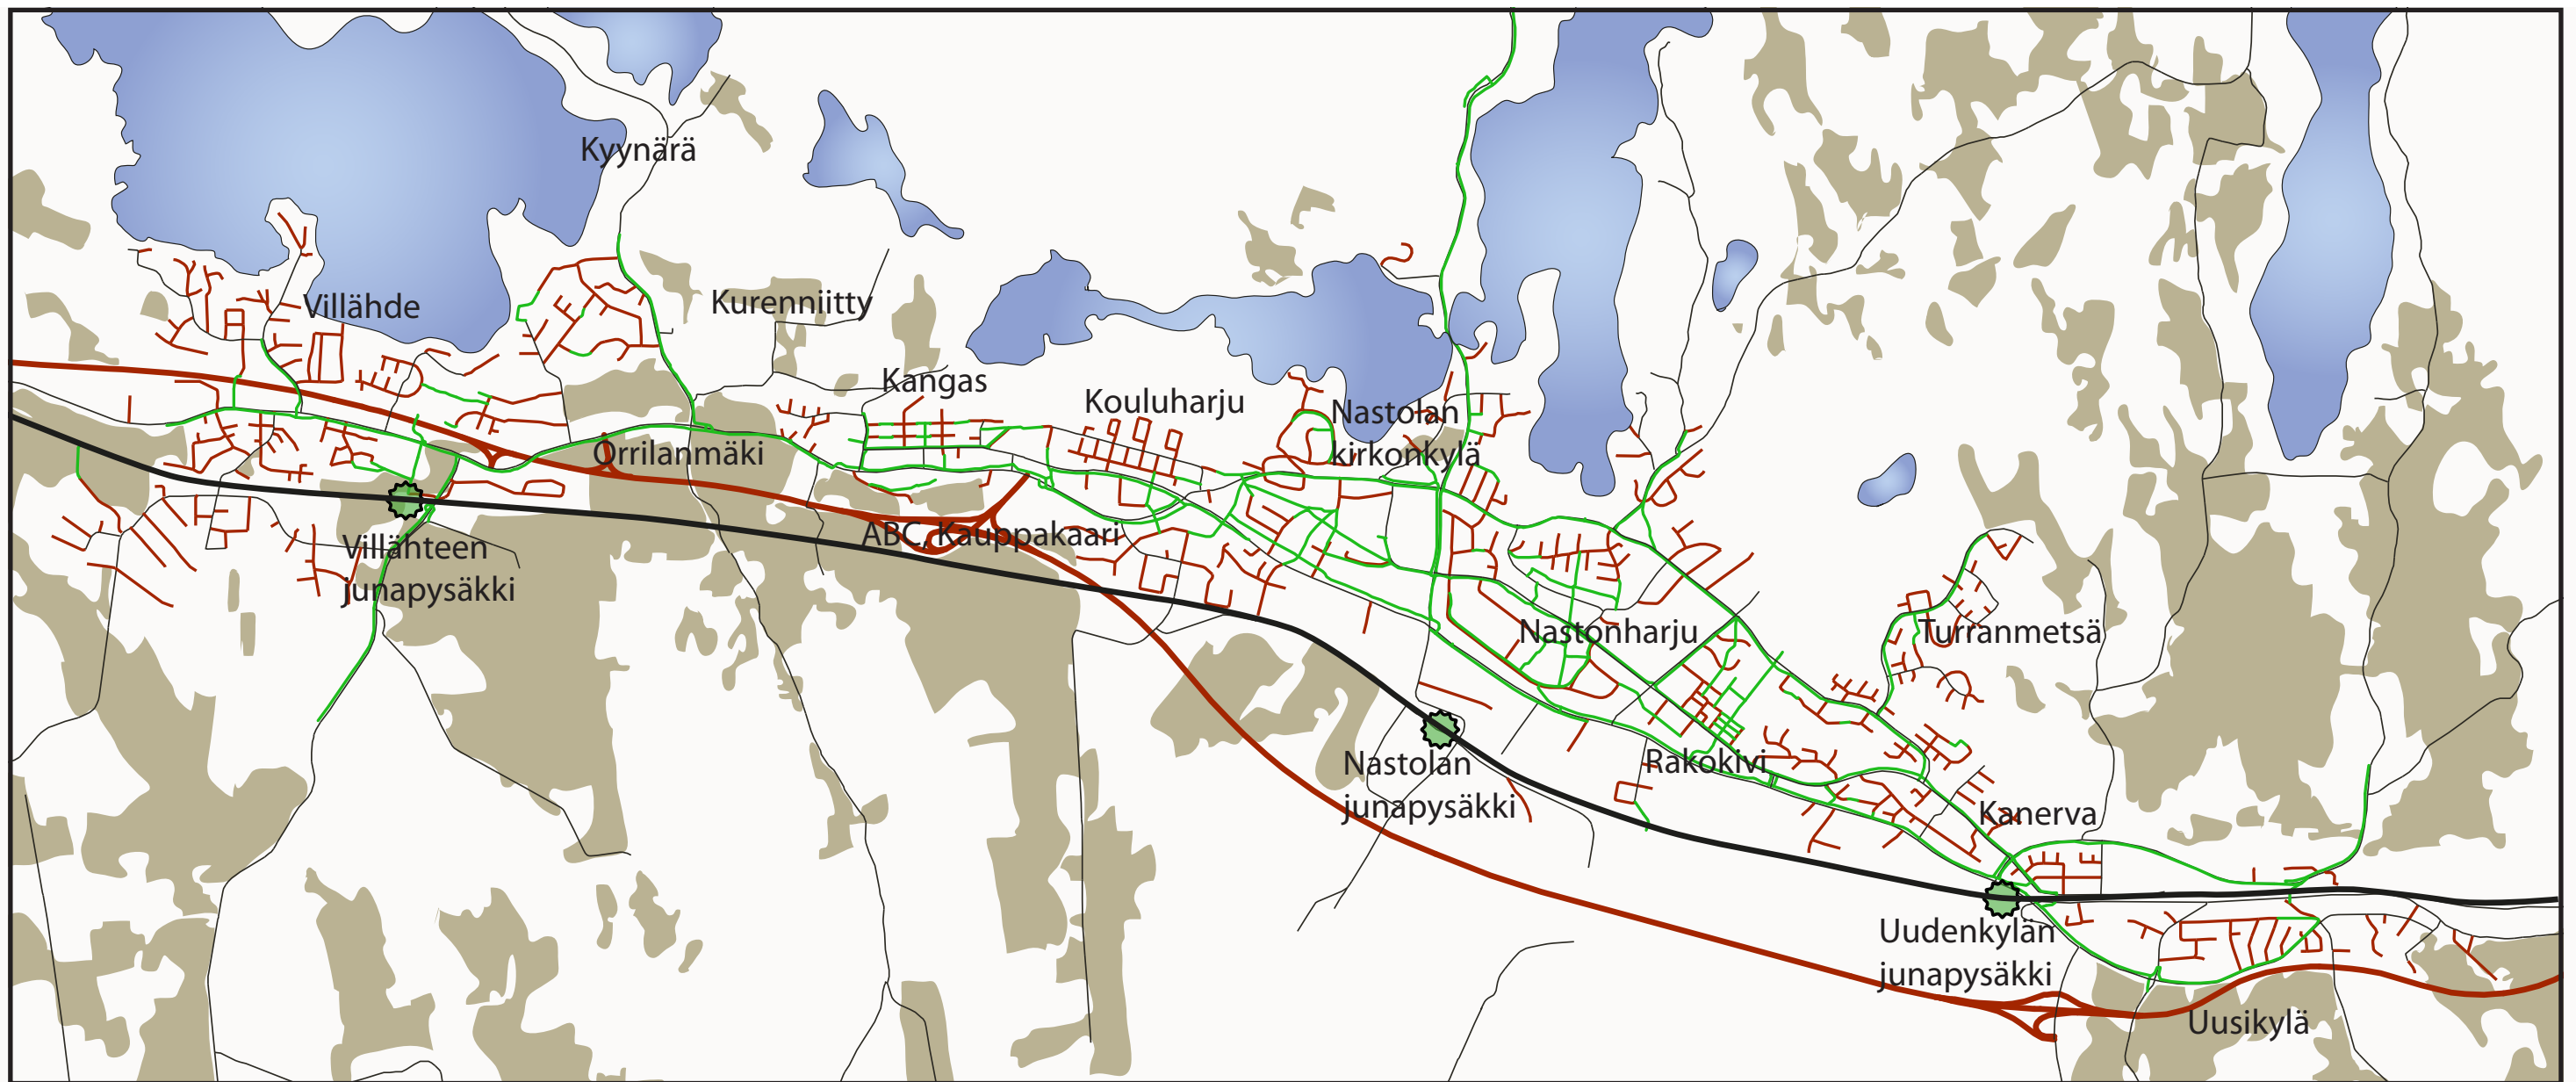 Kyynärä
Villähde
Kurenniitty
Kangas
Kouluharju
Nastolan
kirkonkylä
Orrilanmäki
ABC, Kauppakaari
Villähteen
junapysäkki
Nastonharju
Turranmetsä
Nastolan
junapysäkki
Rakokivi
Kanerva
Uudenkylän
junapysäkki
Uusikylä